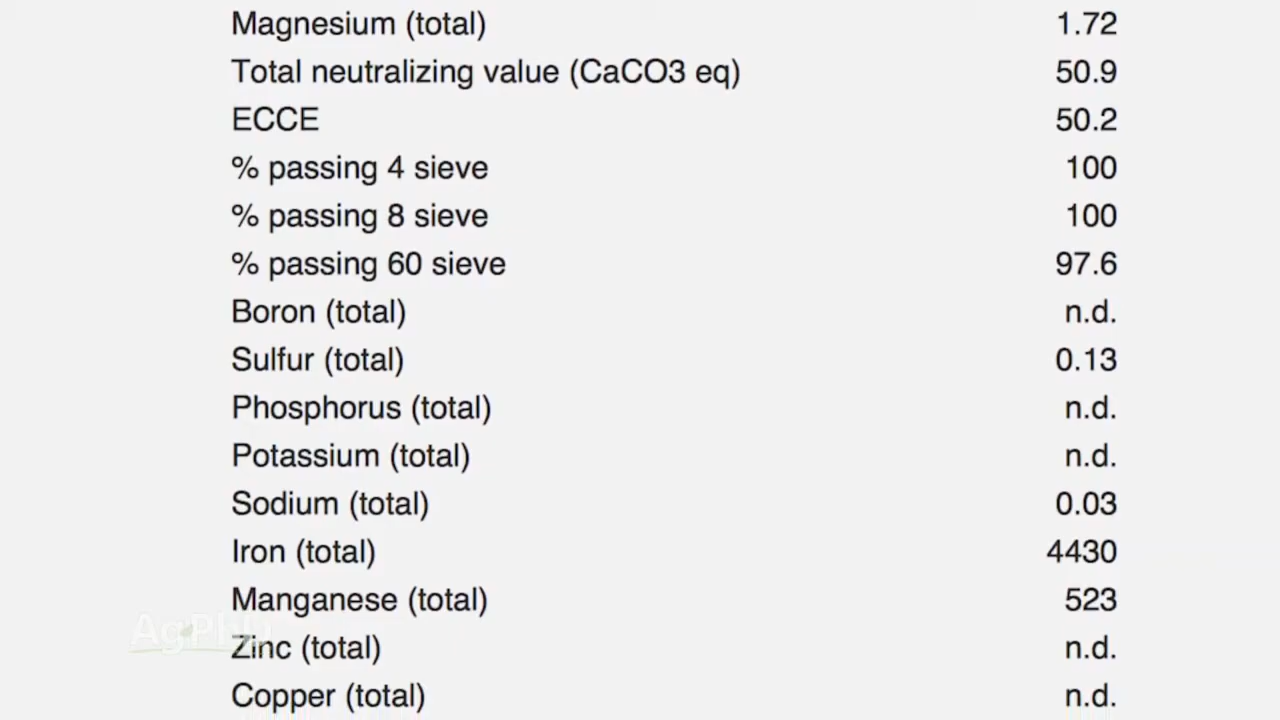 Magnesium (total) 1.72
Total neutralizing value (CaCO3 eq) 50.9
ECCE 50.2
% passing 4 sieve 100
% passing 8 sieve 100
% passing 60 sieve 97.6
Boron (total) n.d.
Sulfur (total) 0.13
Phosphorus (total) n.d.
Potassium (total) n.d.
Sodium (total) 0.03
Iron (total) 4430
Manganese (total) 523
AgPhD
Zinc (total) n.d.
Copper (total) n.d.